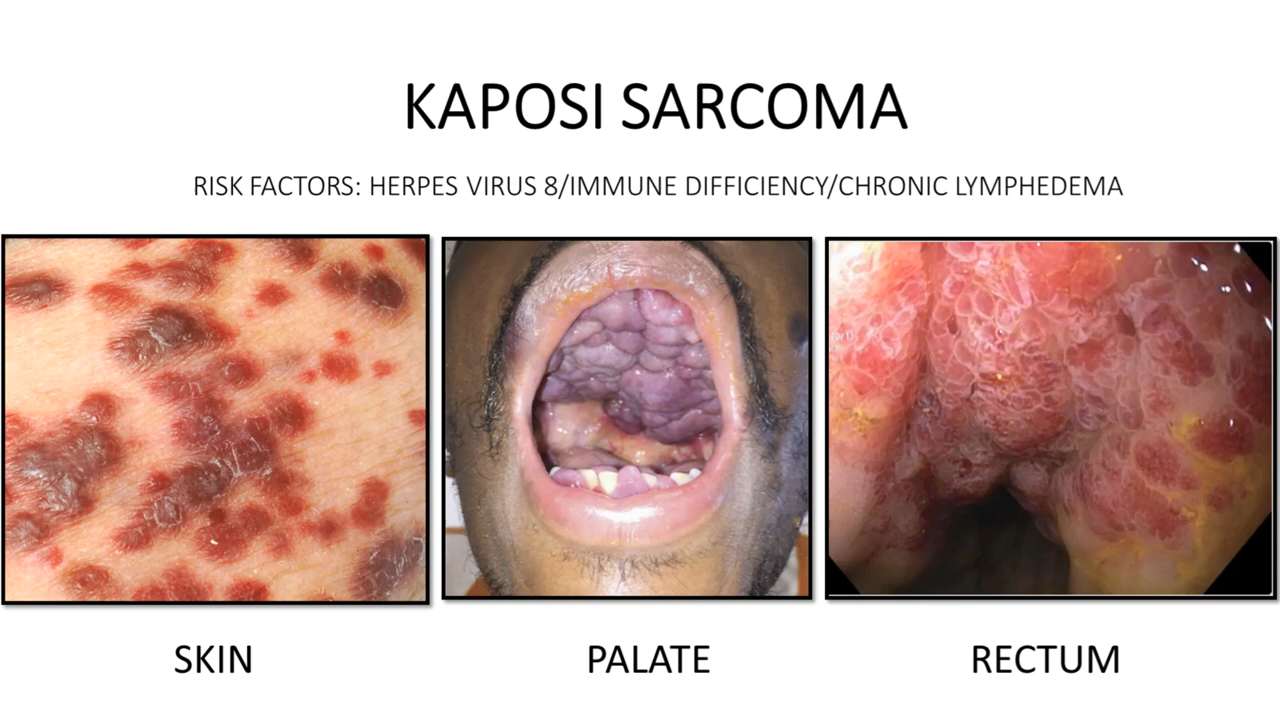 KAPOSI SARCOMA
RISK FACTORS: HERPES VIRUS 8/IMMUNE DIFFICIENCY/CHRONIC LYMPHEDEMA
SKIN
PALATE
RECTUM